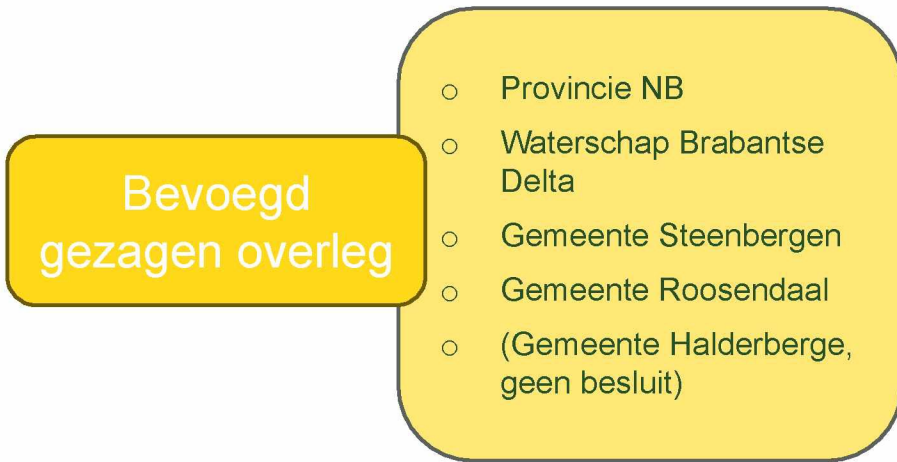 Bevoegd
gezagen overleg
o Provincie NB
o Waterschap Brabantse
Delta
o Gemeente Steenbergen
o Gemeente Roosendaal
o (Gemeente Halderberge,
geen besluit)